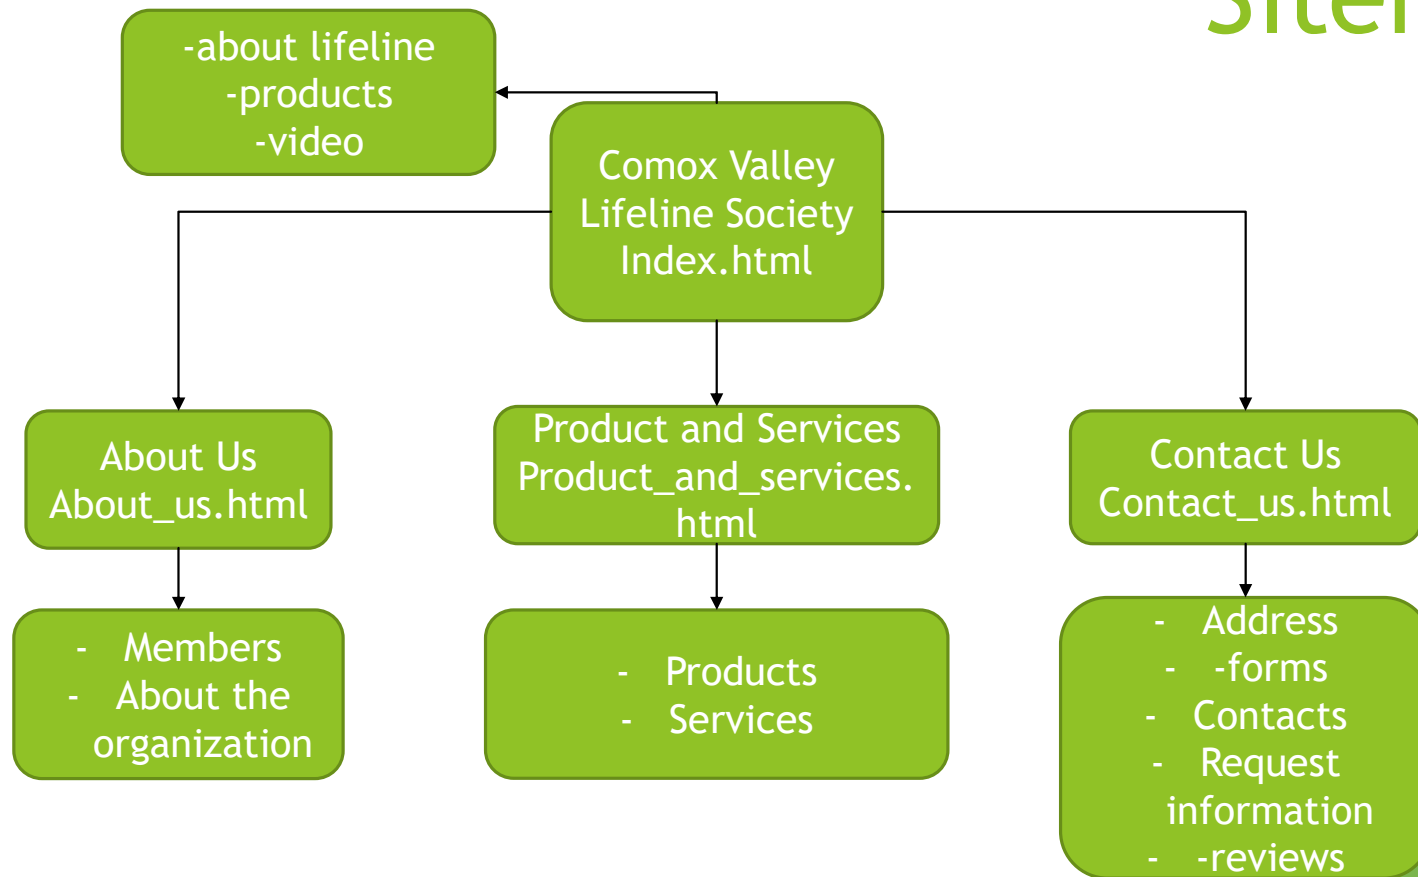 -about lifeline
-products
-video
Comox Valley
Lifeline Society
Index.html
About Us
About_us.html
Product and Services
Product_and_services.
html
Contact Us
Contact_us.html
- Members
- About the
organization
- Products
- Services
- Address
- -forms
- Contacts
- Request
information
- -reviews